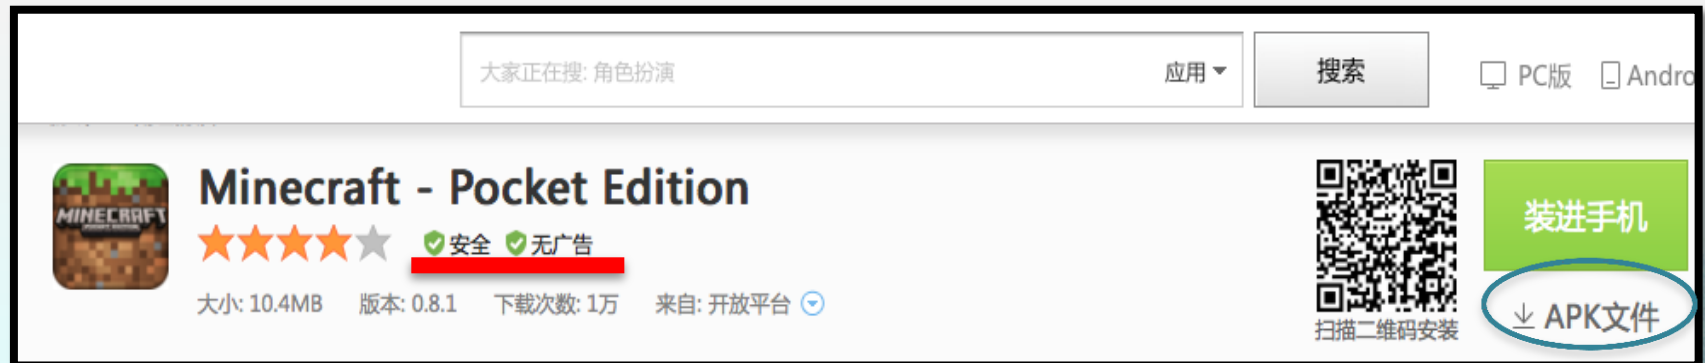 大家正在搜: 角色扮演 应用 搜索 PC版 Andro
Minecraft - Pocket Edition
MINECRAFT
安全 无广告
装进手机
大小: 10.4MB 版本: 0.8.1 下载次数: 1万 来自: 开放平台
APK文件
扫描二维码安装